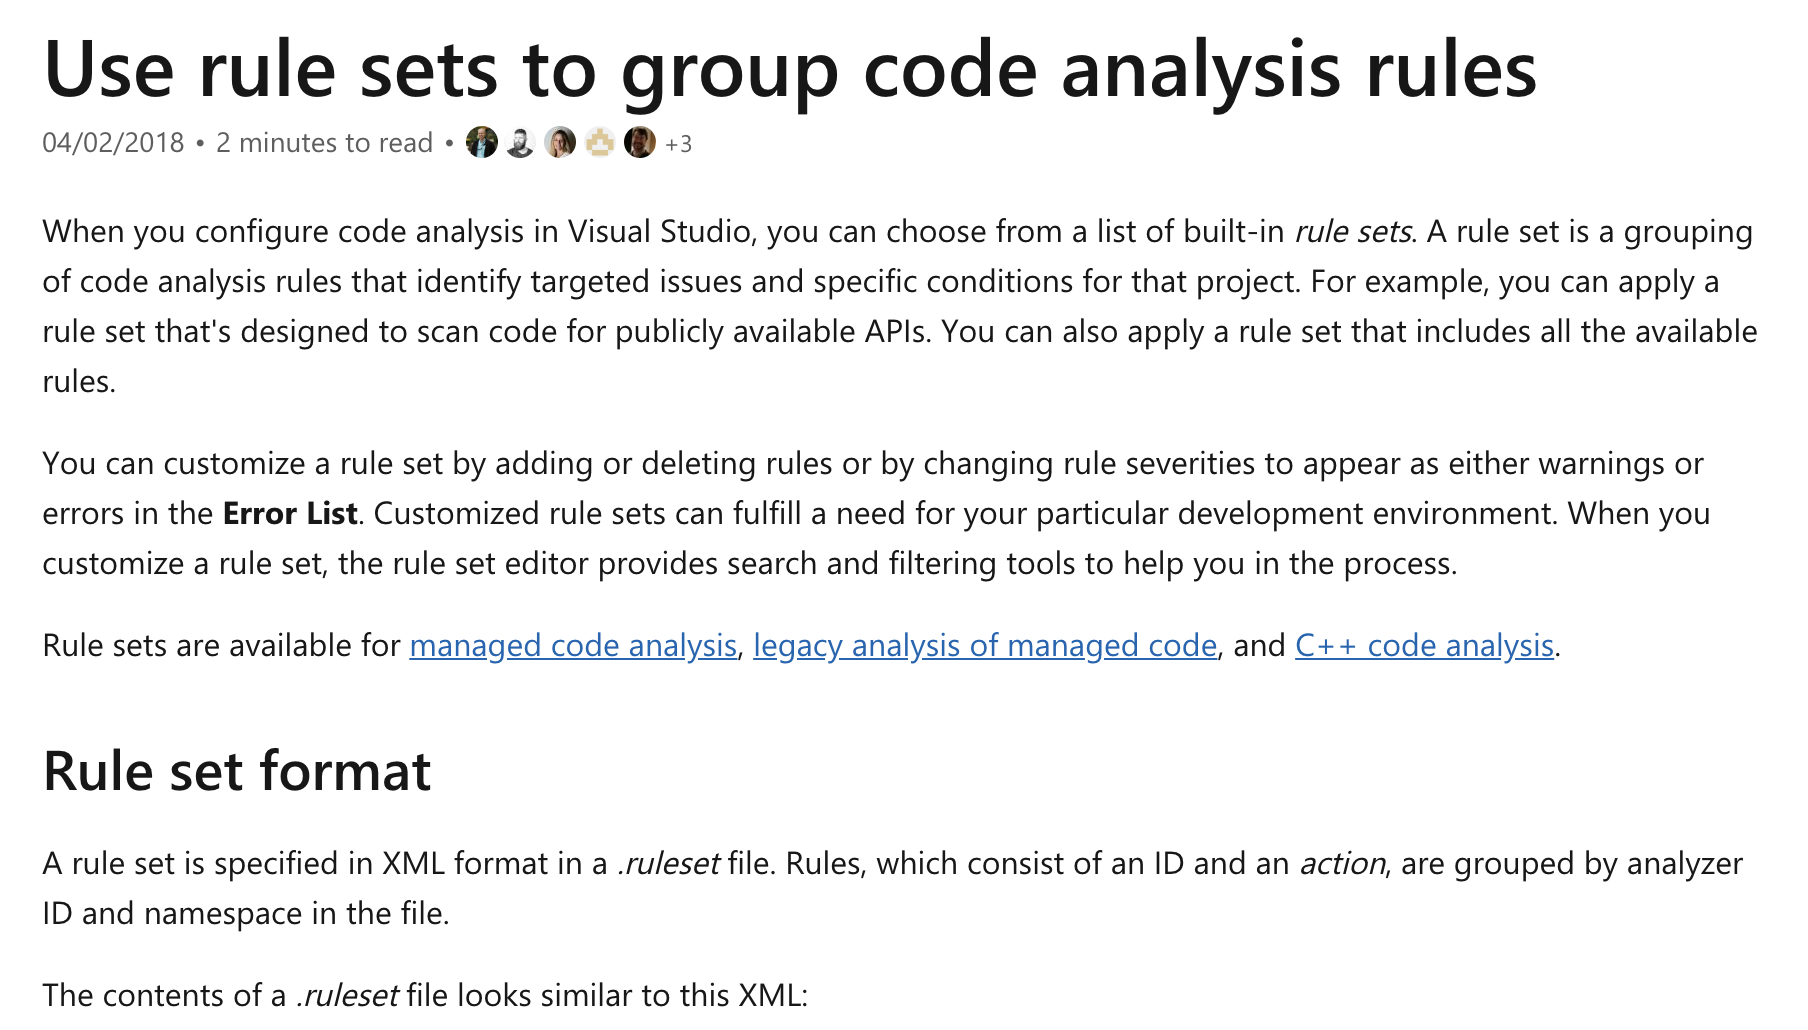 Use rule sets to group code analysis rules
04/02/2018 • 2 minutes to read • +3
When you configure code analysis in Visual Studio, you can choose from a list of built-in rule sets. A rule set is a grouping
of code analysis rules that identify targeted issues and specific conditions for that project. For example, you can apply a
rule set that's designed to scan code for publicly available APIs. You can also apply a rule set that includes all the available
rules.
You can customize a rule set by adding or deleting rules or by changing rule severities to appear as either warnings or
errors in the Error List. Customized rule sets can fulfill a need for your particular development environment. When you
customize a rule set, the rule set editor provides search and filtering tools to help you in the process.
Rule sets are available for managed code analysis, legacy analysis of managed code, and C++ code analysis.
Rule set format
A rule set is specified in XML format in a .ruleset file. Rules, which consist of an ID and an action, are grouped by analyzer
ID and namespace in the file.
The contents of a .ruleset file looks similar to this XML: